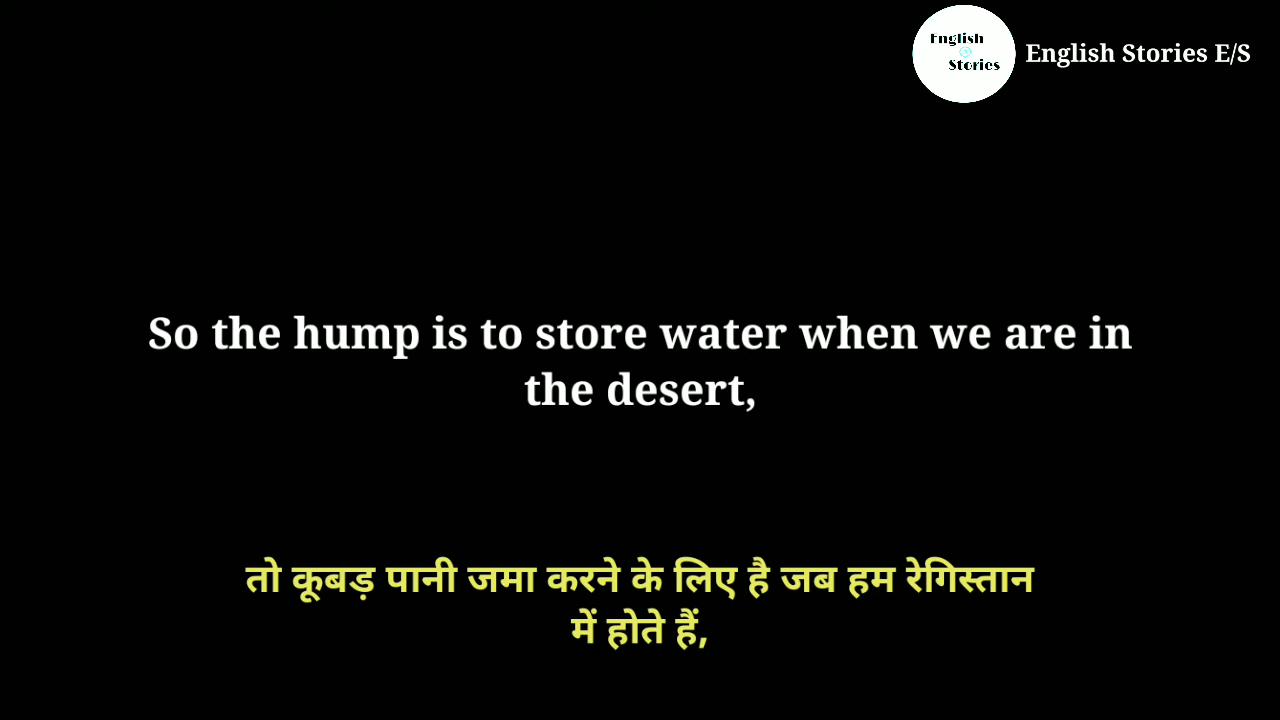 English
Stories
English Stories E/S
So the hump is to store water when we are in
the desert,
तो कूबड़ पानी जमा करने के लिए है जब हम रेगिस्तान
में होते हैं,